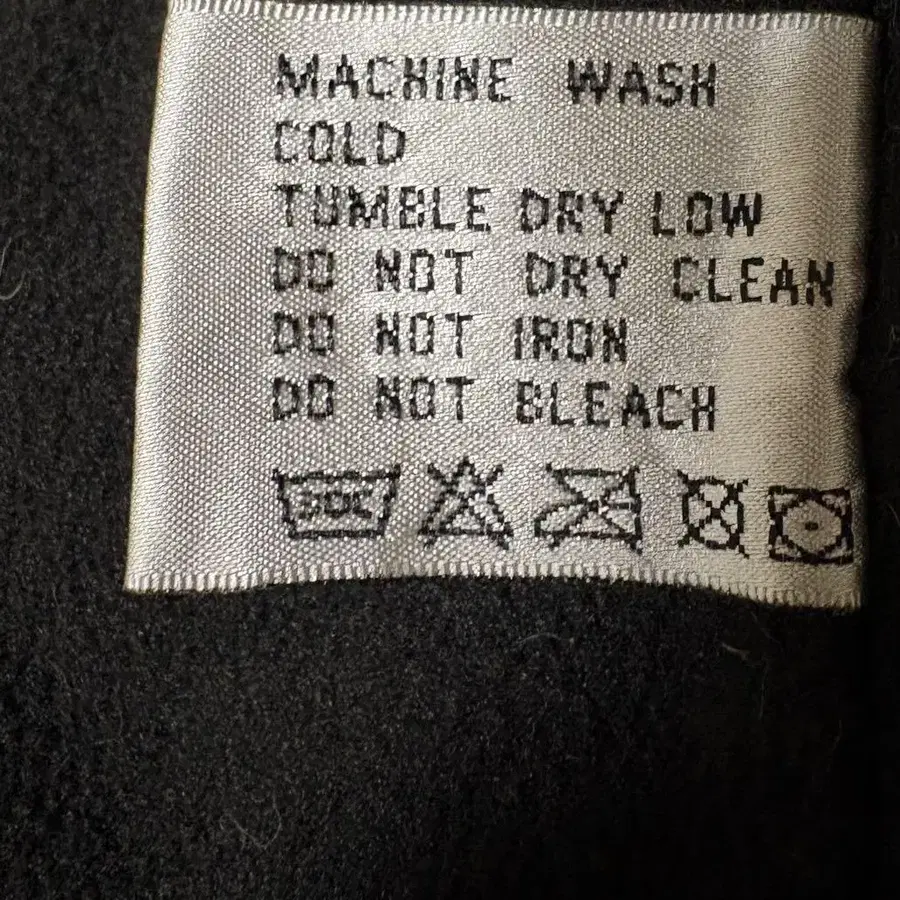 MACHINE WASH
COLD
TUMBLE DRY LOW
DO NOT DRY CLEAN
DO NOT IRON
DO NOT BLEACH
30C